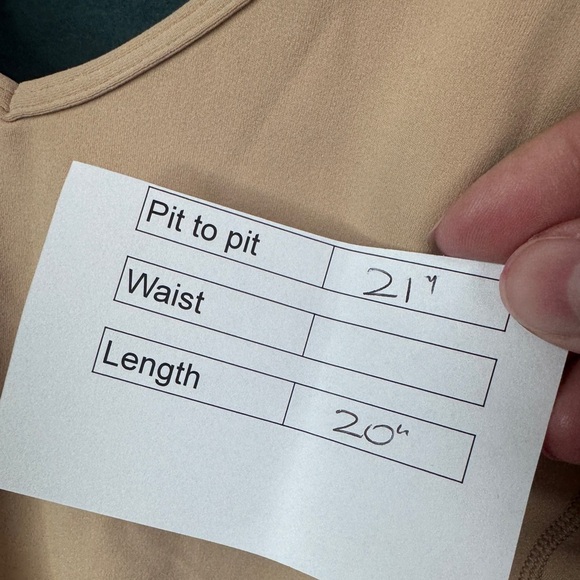 Pit to pit 21"
Waist
Length 20"